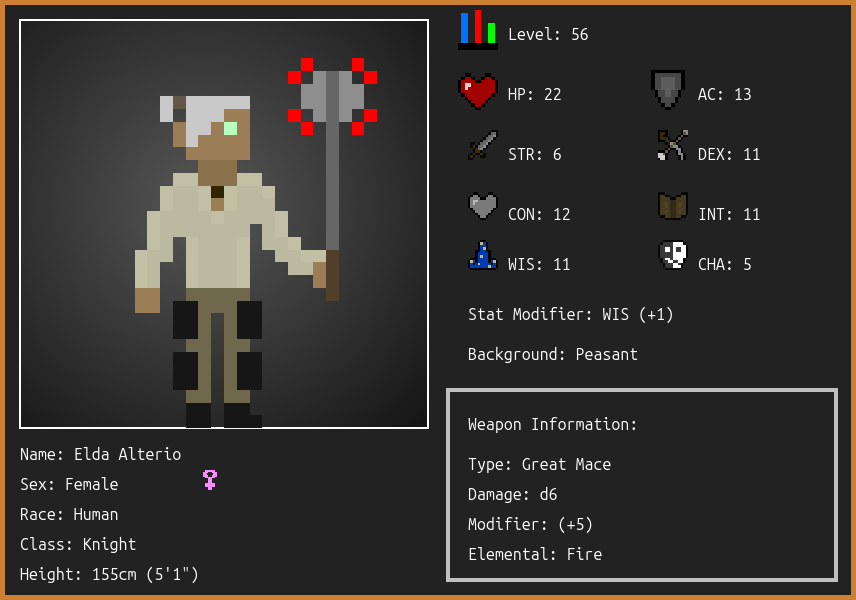 Level: 56
HP: 22
AC: 13
STR: 6
DEX: 11
CON: 12
INT: 11
WIS: 11
CHA: 5
Stat Modifier: WIS (+1)
Background: Peasant
Name: Elda Alterio
Sex: Female
Race: Human
Class: Knight
Height: 155cm (5'1")
Weapon Information:
Type: Great Mace
Damage: d6
Modifier: (+5)
Elemental: Fire